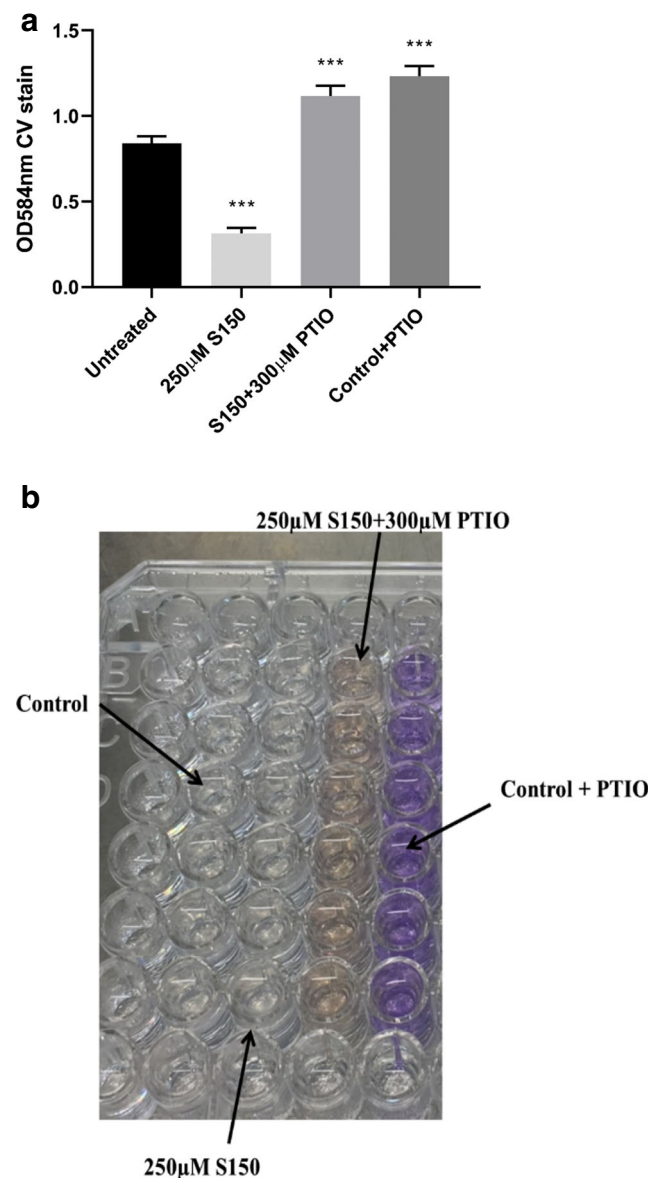 a
1.5
1.0
0.5
0.0
OD584nm CV stain
***
***
***
Untreated
250μM S150
S150+300μM PTIO
Control+PTIO
b
250μM S150+300μM PTIO
B
Control
C
D
Control + PTIO
250μM S150